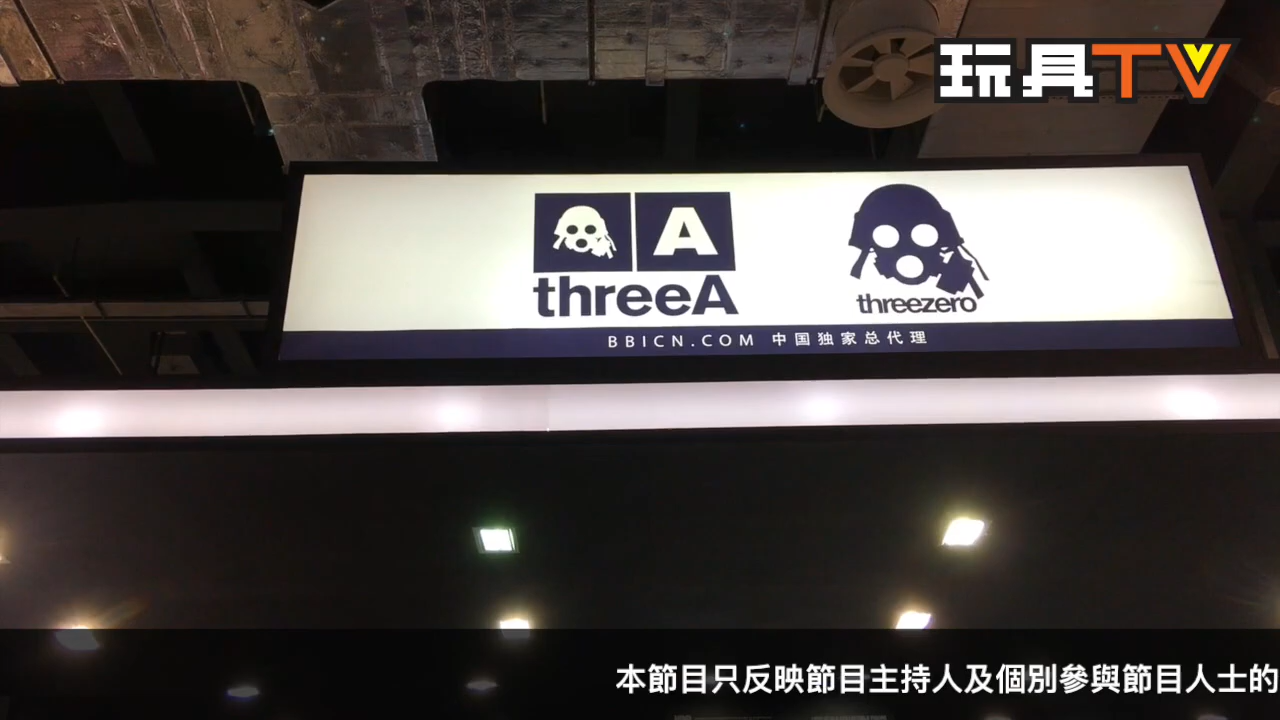 玩具TV
A
threeA
threezero
BBICN.COM 中国独家总代理
本節目只反映節目主持人及個別參與節目人士的